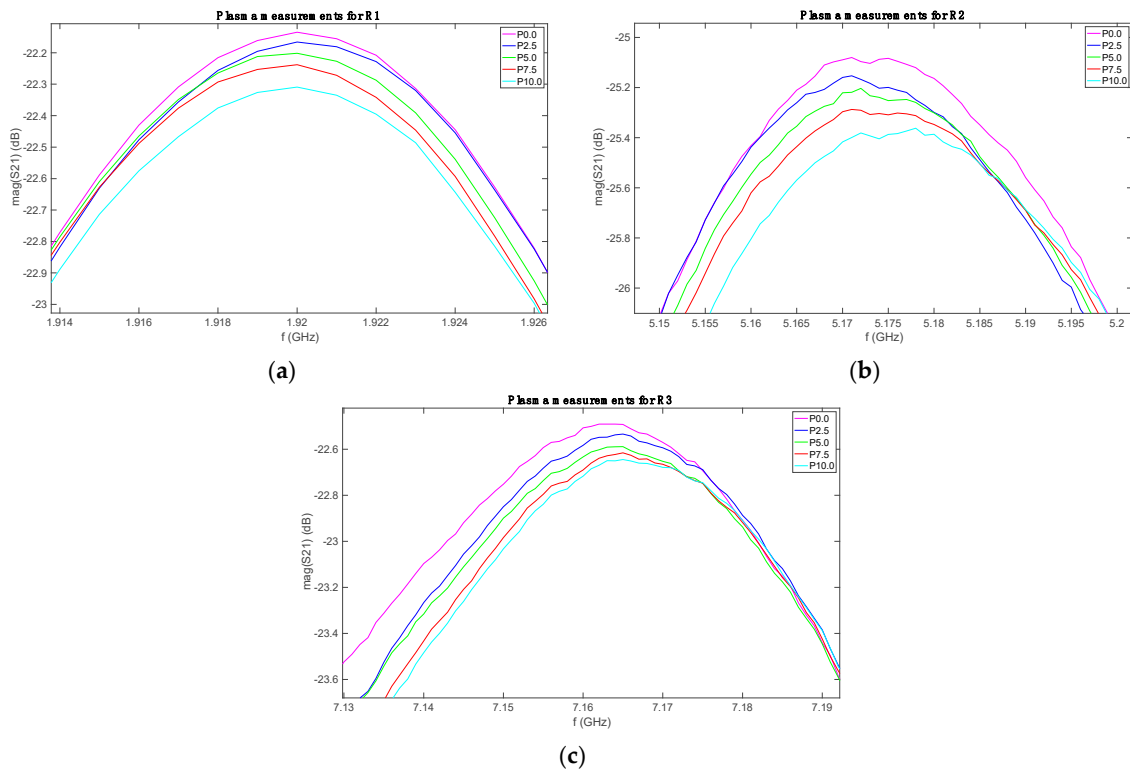 Plasma measurements for R1
mag(S21) (dB)
-22.2
-22.3
-22.4
-22.5
-22.6
-22.7
-22.8
-22.9
-23
1.914 1.916 1.918 1.92 1.922 1.924 1.926
f (GHz)
P0.0
P2.5
P5.0
P7.5
P10.0
(a)
Plasma measurements for R2
mag(S21) (dB)
-25
-25.2
-25.4
-25.6
-25.8
-26
5.15 5.155 5.16 5.165 5.17 5.175 5.18 5.185 5.19 5.195 5.2
f (GHz)
P0.0
P2.5
P5.0
P7.5
P10.0
(b)
Plasma measurements for R3
mag(S21) (dB)
-22.6
-22.8
-23
-23.2
-23.4
-23.6
7.13 7.14 7.15 7.16 7.17 7.18 7.19
f (GHz)
P0.0
P2.5
P5.0
P7.5
P10.0
(c)